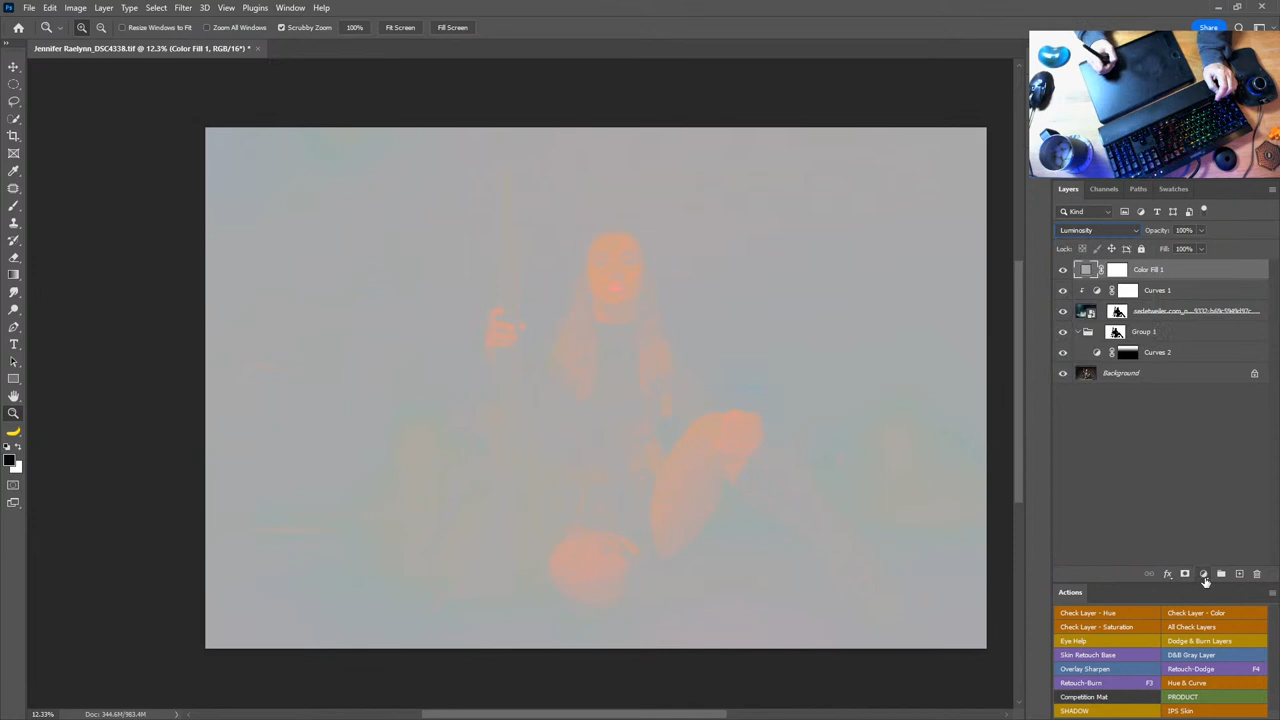 File Edit Image Layer Type Select Filter 3D View Plugins Window Help
Resize Windows to Fit Zoom All Windows Scrubby Zoom 100% Fit Screen Fill Screen Share
Jennifer Raelynn_DSC4338.tif @ 12.3% (Color Fill 1, RGB/16*) * ×
Layers Channels Paths Swatches
Kind
Luminosity Opacity: 100%
Lock: Fill: 100%
Color Fill 1
Curves 1
Group 1
Curves 2
Background
fx
Actions
Check Layer - Hue Check Layer - Color
Check Layer - Saturation All Check Layers
Eye Help Dodge & Burn Layers
Skin Retouch Base D&B Gray Layer
Overlay Sharpen Retouch-Dodge F4
Retouch-Burn F3 Hue & Curve
Competition Mat PRODUCT
SHADOW IPS Skin
12.33% Doc: 344.6M/983.4M